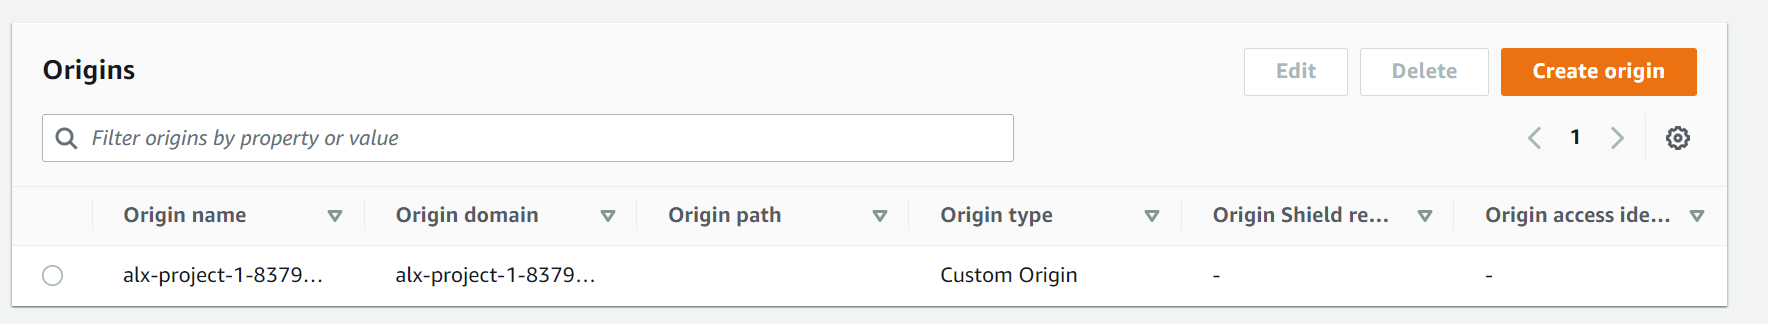 Origins
Edit Delete Create origin
Filter origins by property or value
1
Origin name Origin domain Origin path Origin type Origin Shield re... Origin access ide...
alx-project-1-8379... alx-project-1-8379... Custom Origin - -